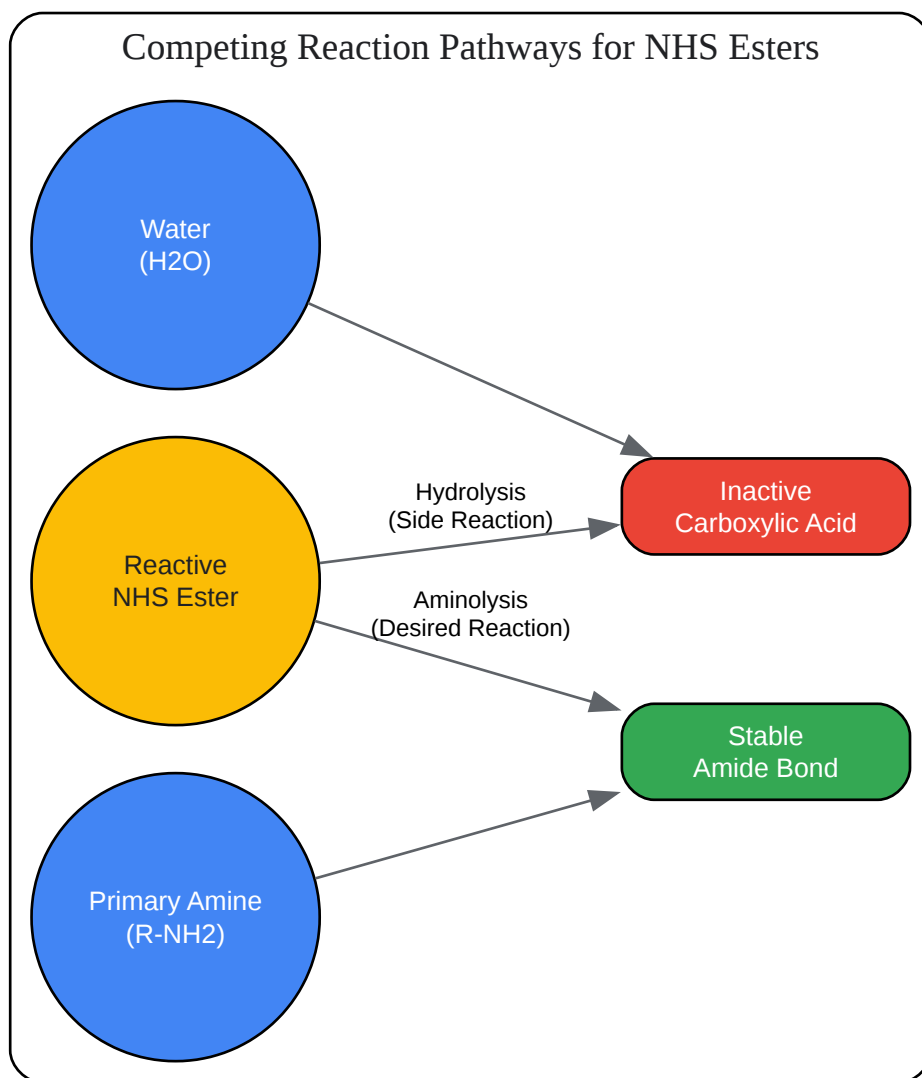 Competing Reaction Pathways for NHS Esters
Water
(H2O)
Hydrolysis
(Side Reaction)
Inactive
Carboxylic Acid
Reactive
NHS Ester
Aminolysis
(Desired Reaction)
Stable
Amide Bond
Primary Amine
(R-NH2)